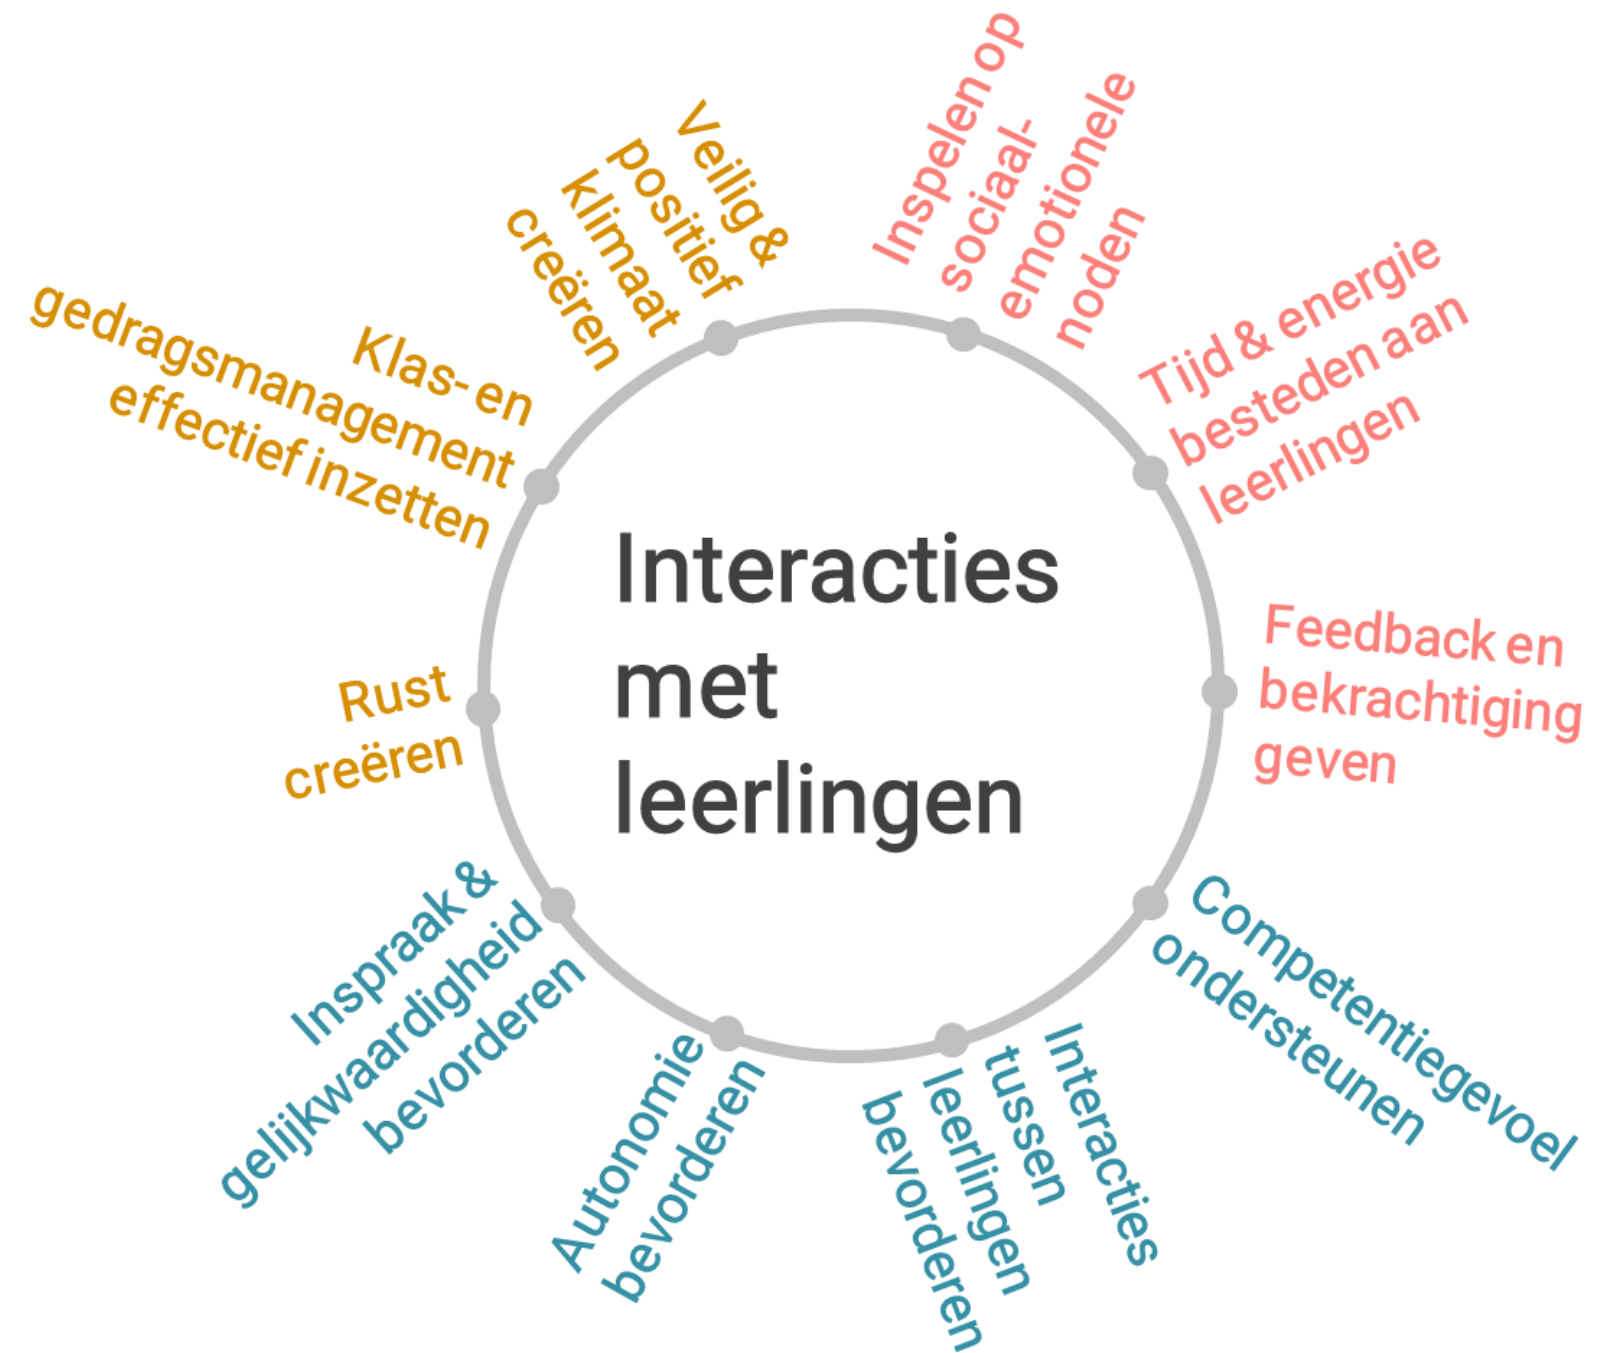 Interacties
met
leerlingen
Inspelen op
sociaal-
emotionele
noden
Tijd & energie
besteden aan
leerlingen
Feedback en
bekrachtiging
geven
Competentiegevoel
ondersteunen
Interacties
tussen
leerlingen
bevorderen
Autonomie
bevorderen
Inspraak &
gelijkwaardigheid
bevorderen
Rust
creëren
Klas- en
gedragsmanagement
effectief inzetten
Veilig &
positief
klimaat
creëren